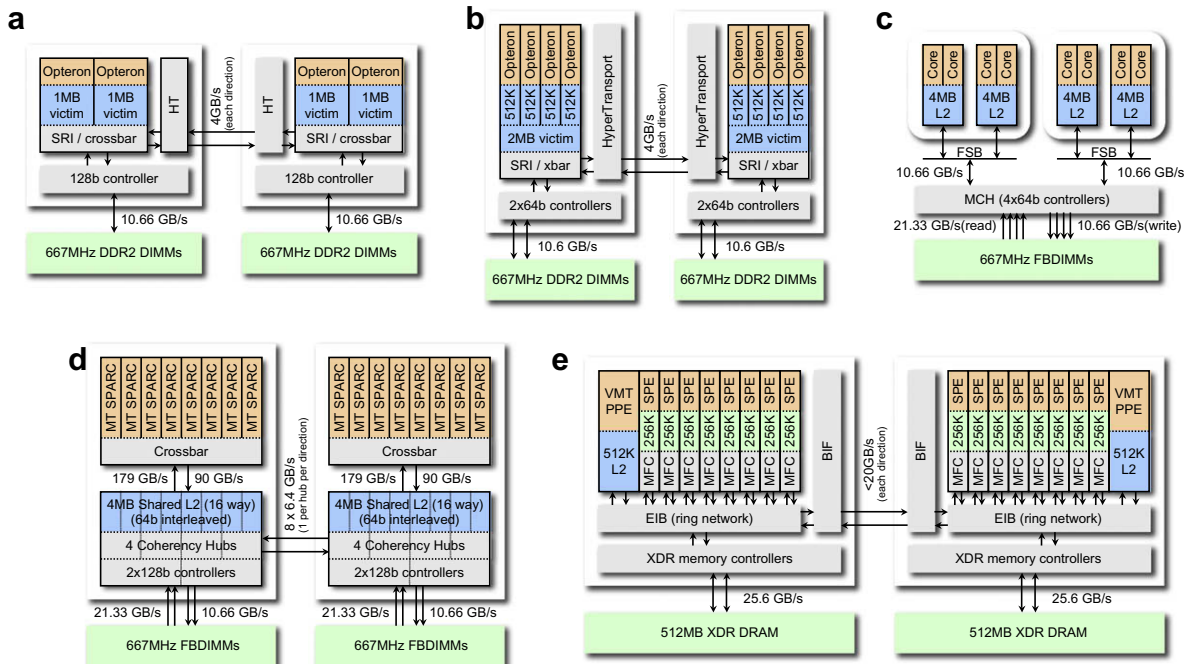 a
Opteron Opteron
1MB victim 1MB victim
SRI / crossbar
HT
128b controller
10.66 GB/s
667MHz DDR2 DIMMs
4GB/s
(each direction)
HT
Opteron Opteron
1MB victim 1MB victim
SRI / crossbar
128b controller
10.66 GB/s
667MHz DDR2 DIMMs
b
Opteron Opteron Opteron Opteron
512K 512K 512K 512K
2MB victim
SRI / xbar
HyperTransport
2x64b controllers
10.6 GB/s
667MHz DDR2 DIMMs
4GB/s
(each direction)
HyperTransport
Opteron Opteron Opteron Opteron
512K 512K 512K 512K
2MB victim
SRI / xbar
2x64b controllers
10.6 GB/s
667MHz DDR2 DIMMs
c
Core Core Core Core Core Core Core Core
4MB L2 4MB L2 4MB L2 4MB L2
FSB FSB
10.66 GB/s 10.66 GB/s
MCH (4x64b controllers)
21.33 GB/s(read) 10.66 GB/s(write)
667MHz FBDIMMs
d
MT SPARC MT SPARC MT SPARC MT SPARC MT SPARC MT SPARC MT SPARC MT SPARC
Crossbar
179 GB/s 90 GB/s
4MB Shared L2 (16 way)
(64b interleaved)
4 Coherency Hubs
2x128b controllers
21.33 GB/s 10.66 GB/s
667MHz FBDIMMs
8 x 6.4 GB/s
(1 per hub per direction)
MT SPARC MT SPARC MT SPARC MT SPARC MT SPARC MT SPARC MT SPARC MT SPARC
Crossbar
179 GB/s 90 GB/s
4MB Shared L2 (16 way)
(64b interleaved)
4 Coherency Hubs
2x128b controllers
21.33 GB/s 10.66 GB/s
667MHz FBDIMMs
e
VMT
PPE
512K
L2
SPE SPE SPE SPE SPE SPE SPE SPE
256K 256K 256K 256K 256K 256K 256K 256K
MFC MFC MFC MFC MFC MFC MFC MFC
EIB (ring network)
BIF
XDR memory controllers
25.6 GB/s
512MB XDR DRAM
<20GB/s
(each direction)
BIF
SPE SPE SPE SPE SPE SPE SPE SPE
256K 256K 256K 256K 256K 256K 256K 256K
MFC MFC MFC MFC MFC MFC MFC MFC
VMT
PPE
512K
L2
EIB (ring network)
XDR memory controllers
25.6 GB/s
512MB XDR DRAM